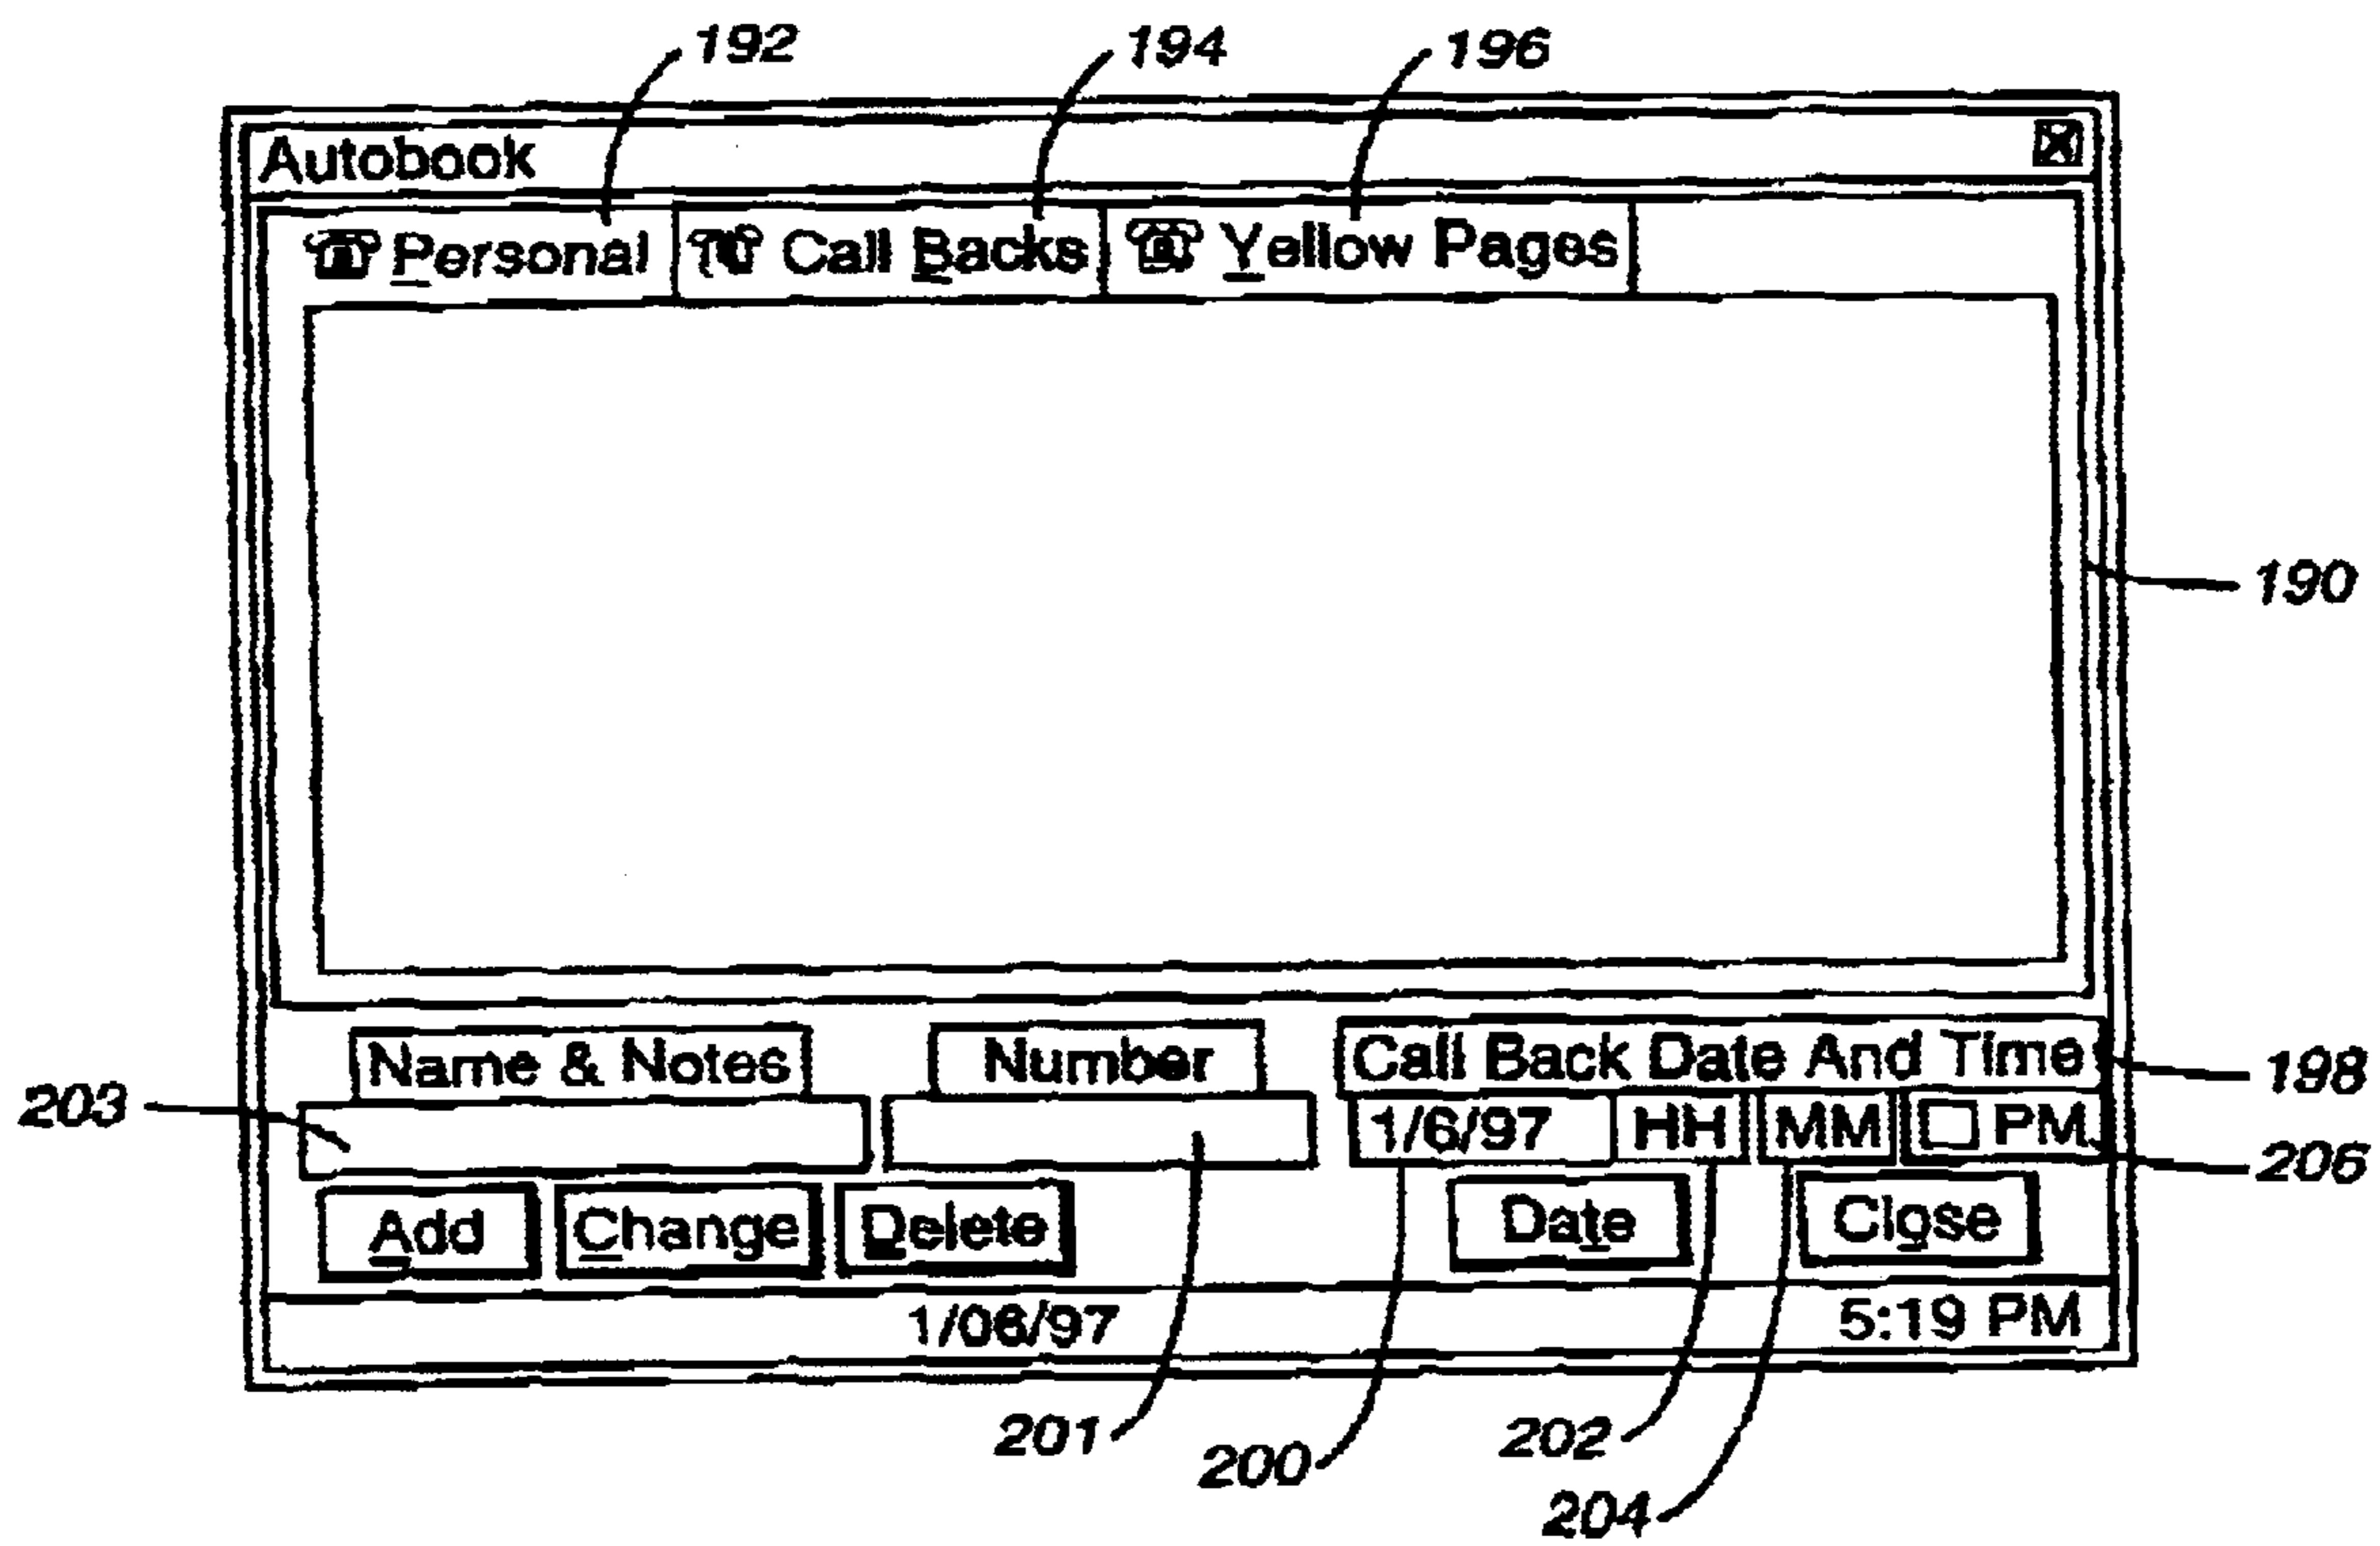 192 194 196
Autobook
Personal Call Backs Yellow Pages
190
Name & Notes Number Call Back Date And Time 198
203 1/6/97 HH MM PM 206
Add Change Delete Date Close
1/06/97 5:19 PM
201 200 202
204